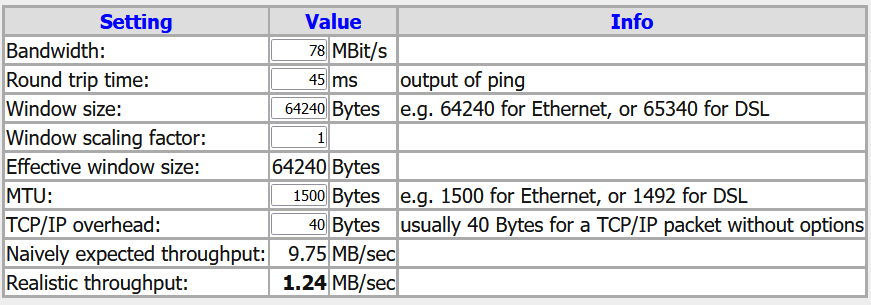 Setting Value Info
Bandwidth: 78 MBit/s
Round trip time: 45 ms output of ping
Window size: 64240 Bytes e.g. 64240 for Ethernet, or 65340 for DSL
Window scaling factor: 1
Effective window size: 64240 Bytes
MTU: 1500 Bytes e.g. 1500 for Ethernet, or 1492 for DSL
TCP/IP overhead: 40 Bytes usually 40 Bytes for a TCP/IP packet without options
Naively expected throughput: 9.75 MB/sec
Realistic throughput: 1.24 MB/sec